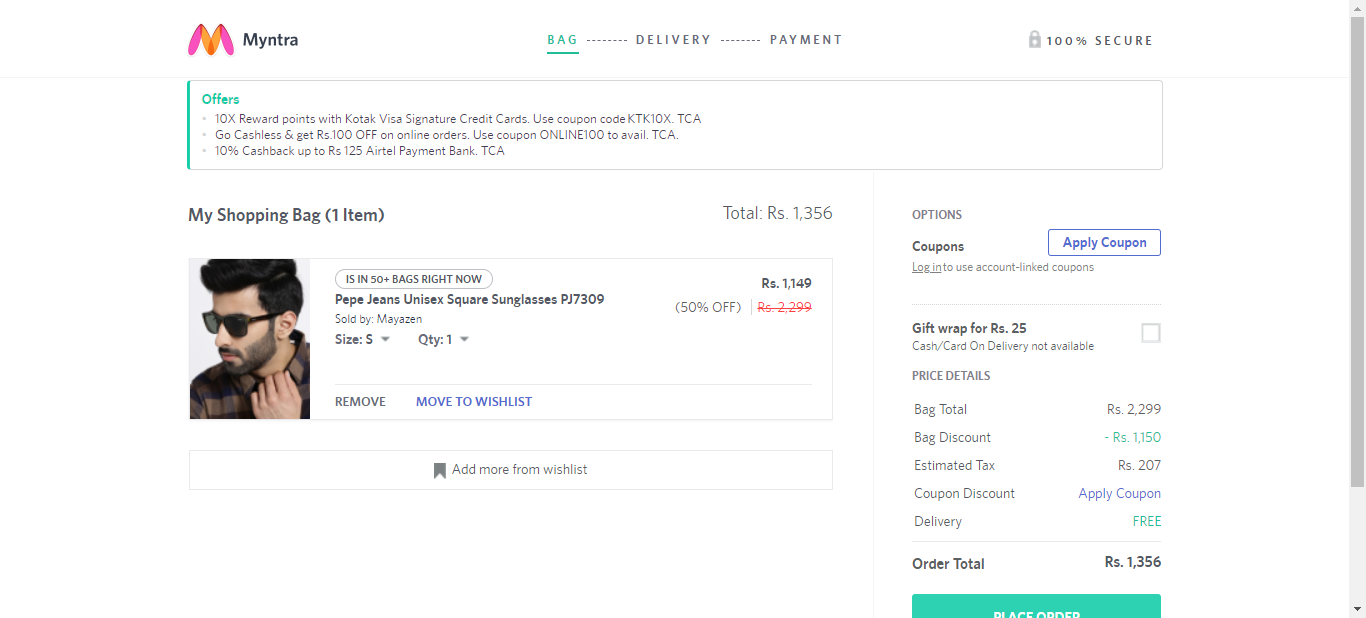 Myntra
BAG -------- DELIVERY -------- PAYMENT
100% SECURE
Offers
10X Reward points with Kotak Visa Signature Credit Cards. Use coupon code KTK10X. TCA
Go Cashless & get Rs.100 OFF on online orders. Use coupon ONLINE100 to avail. TCA.
10% Cashback up to Rs 125 Airtel Payment Bank. TCA
My Shopping Bag (1 Item)
Total: Rs. 1,356
IS IN 50+ BAGS RIGHT NOW
Pepe Jeans Unisex Square Sunglasses PJ7309
Sold by: Mayazen
Size: S
Qty: 1
Rs. 1,149
(50% OFF)
Rs. 2,299
REMOVE
MOVE TO WISHLIST
Add more from wishlist
OPTIONS
Coupons
Apply Coupon
Log in to use account-linked coupons
Gift wrap for Rs. 25
Cash/Card On Delivery not available
PRICE DETAILS
Bag Total Rs. 2,299
Bag Discount - Rs. 1,150
Estimated Tax Rs. 207
Coupon Discount Apply Coupon
Delivery FREE
Order Total Rs. 1,356
PLACE ORDER